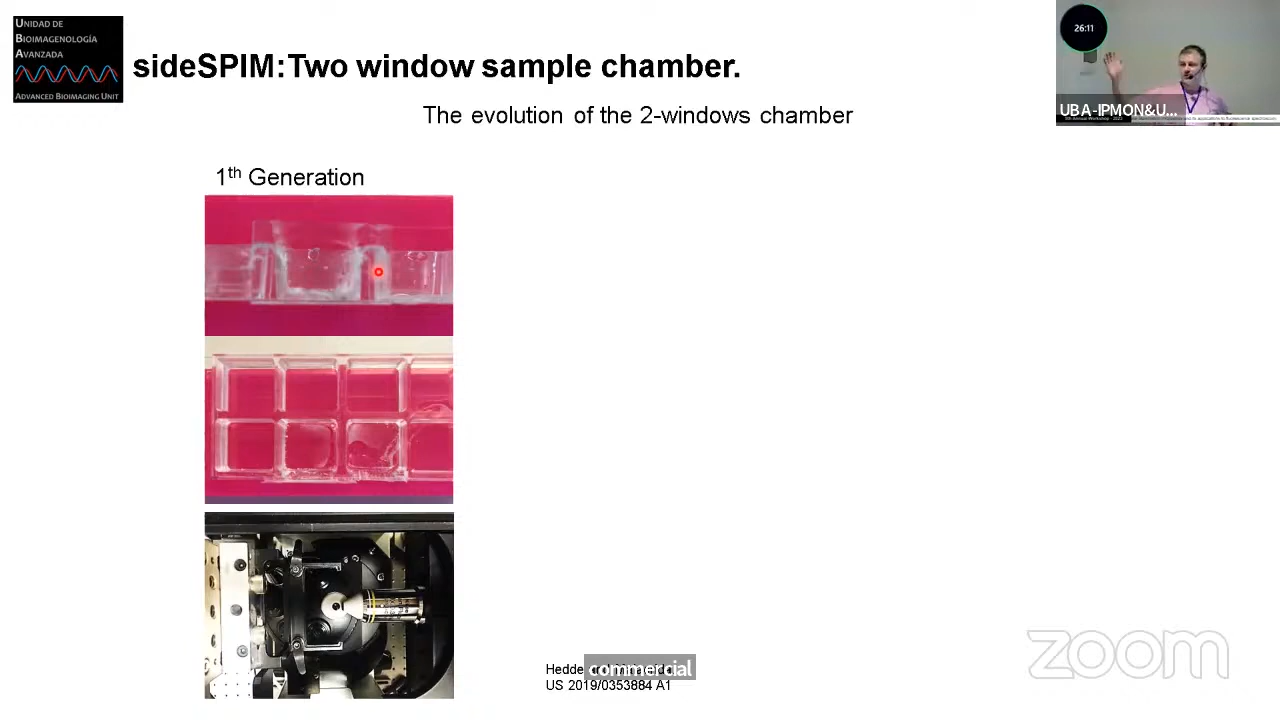 UNIDAD DE
BIOIMAGENOLOGÍA
AVANZADA
ADVANCED BIOIMAGING UNIT
sideSPIM:Two window sample chamber.
The evolution of the 2-windows chamber
26:11
UBA-IPMON&U...
1th Generation
Hedde
commercial
US 2019/0353884 A1
zoom